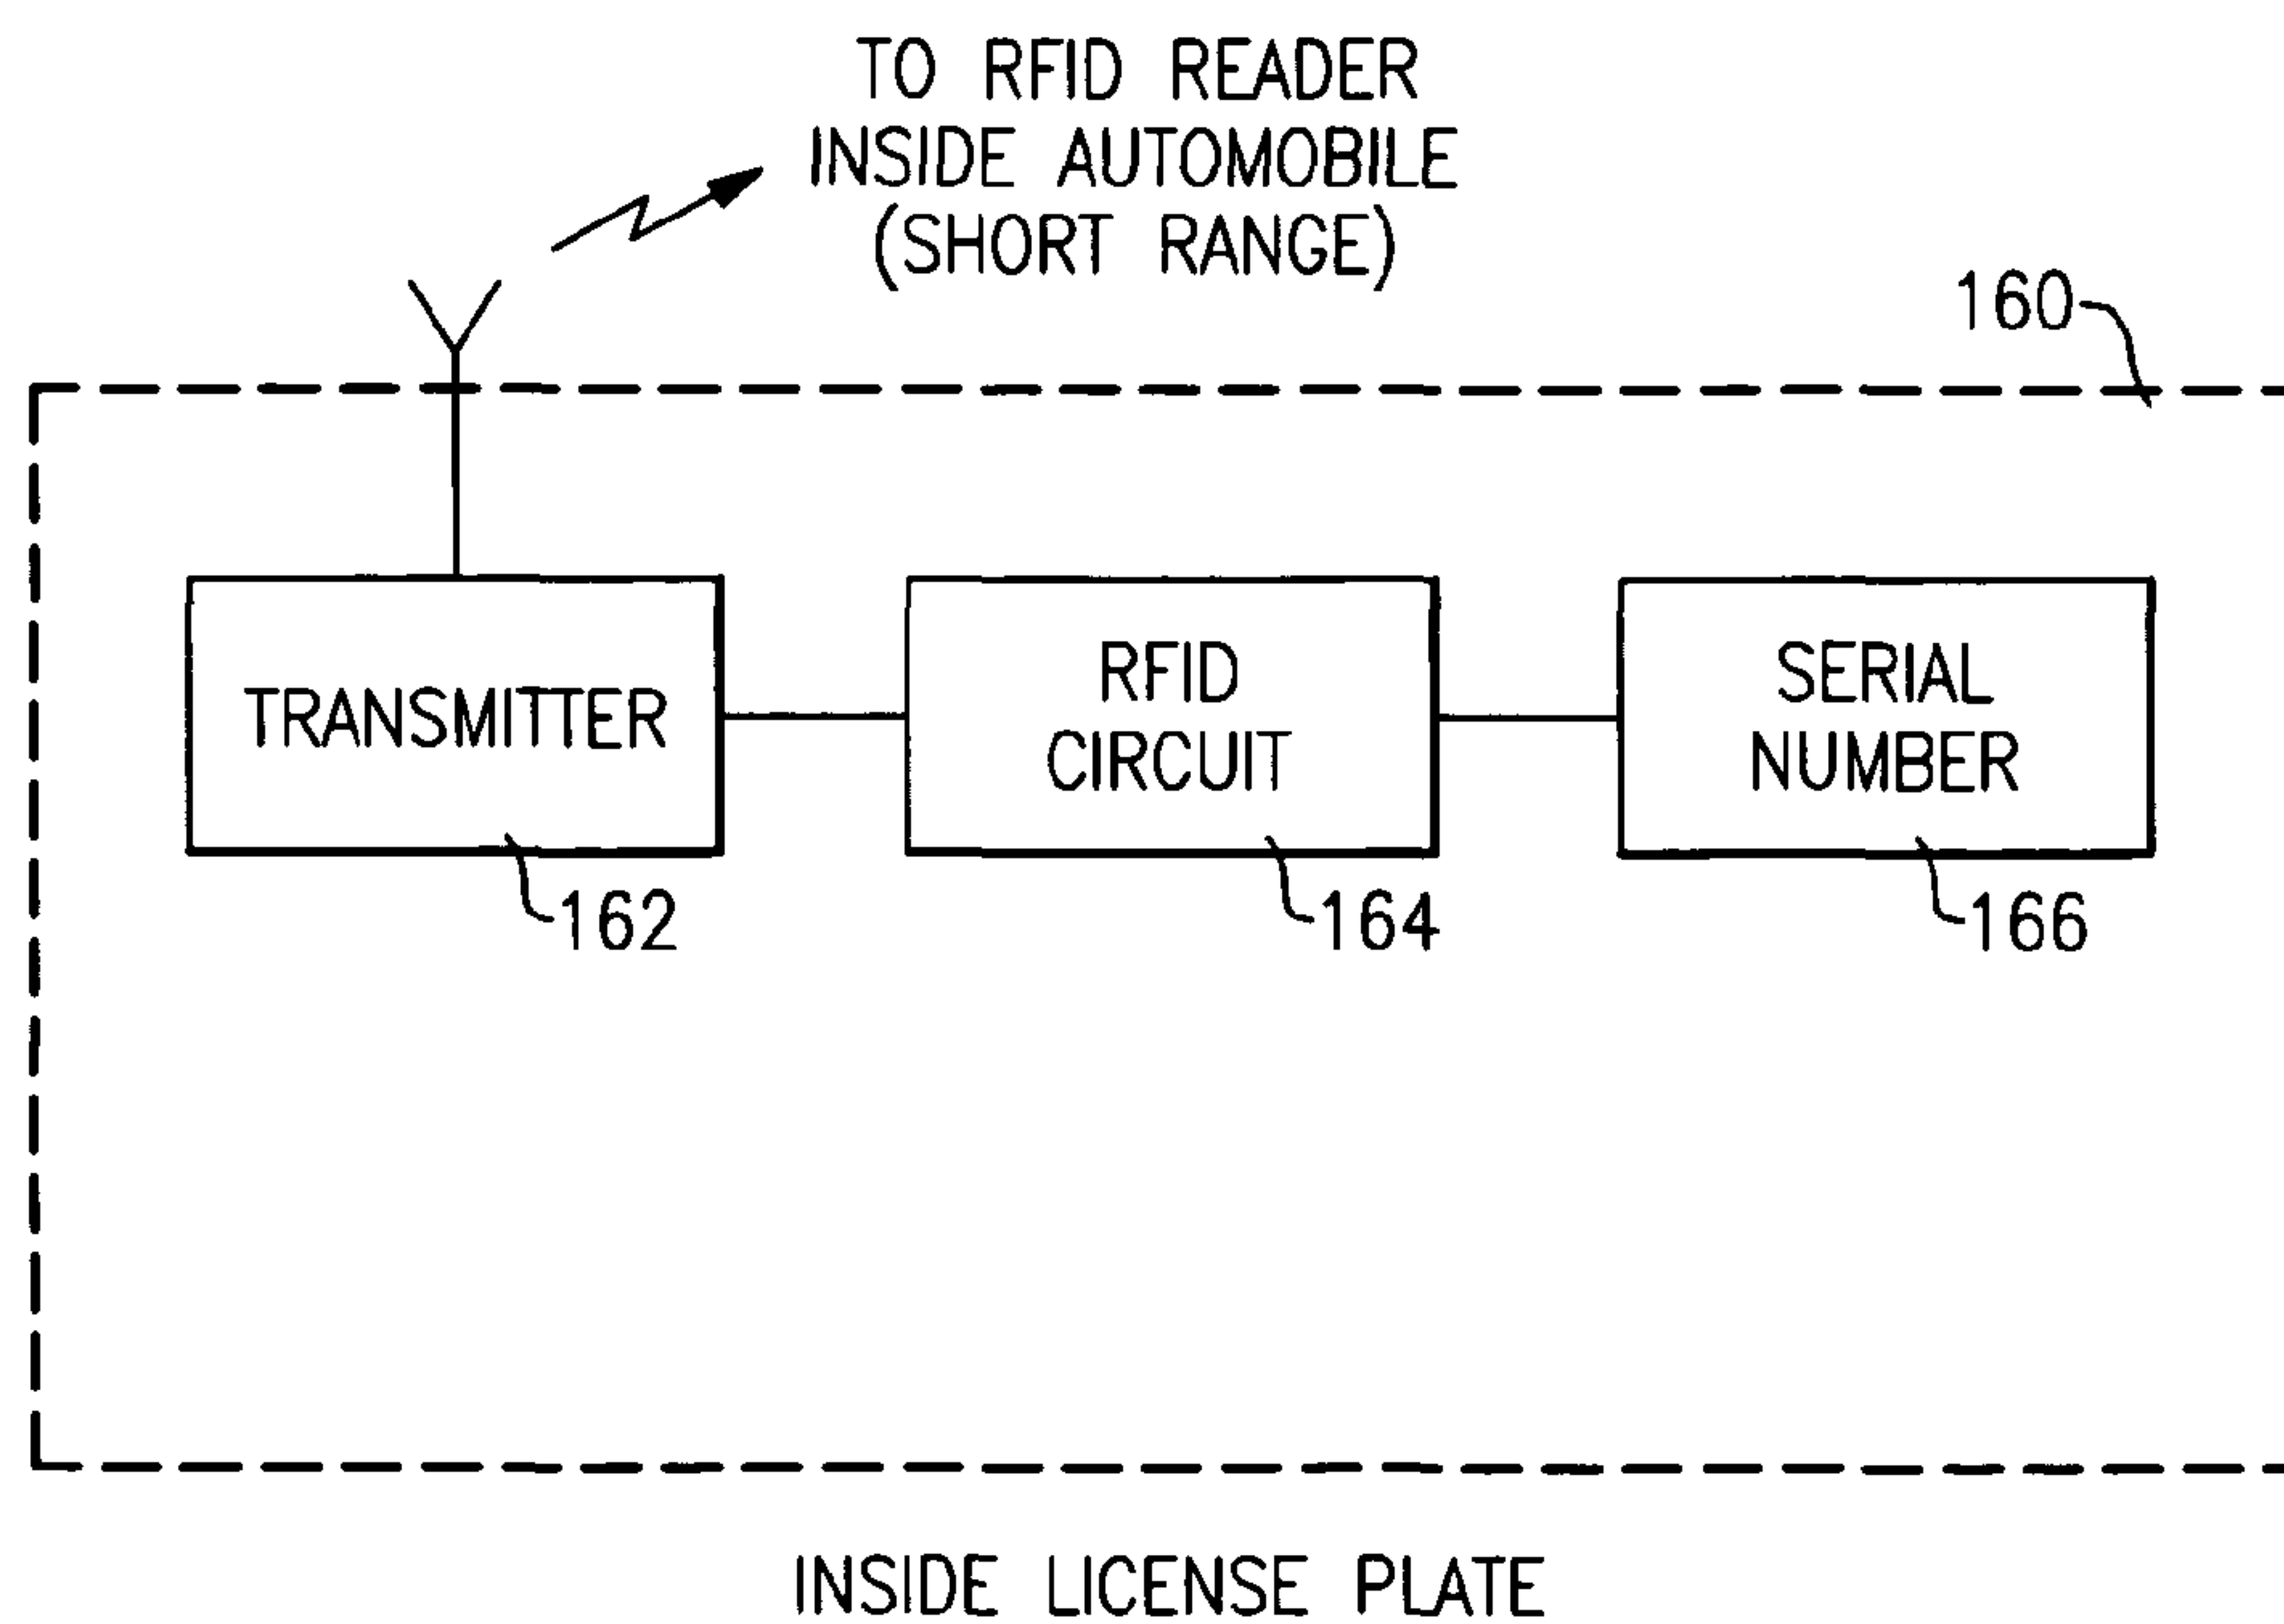 TO RFID READER
INSIDE AUTOMOBILE
(SHORT RANGE)
160
TRANSMITTER
RFID
CIRCUIT
SERIAL
NUMBER
162
164
166
INSIDE LICENSE PLATE